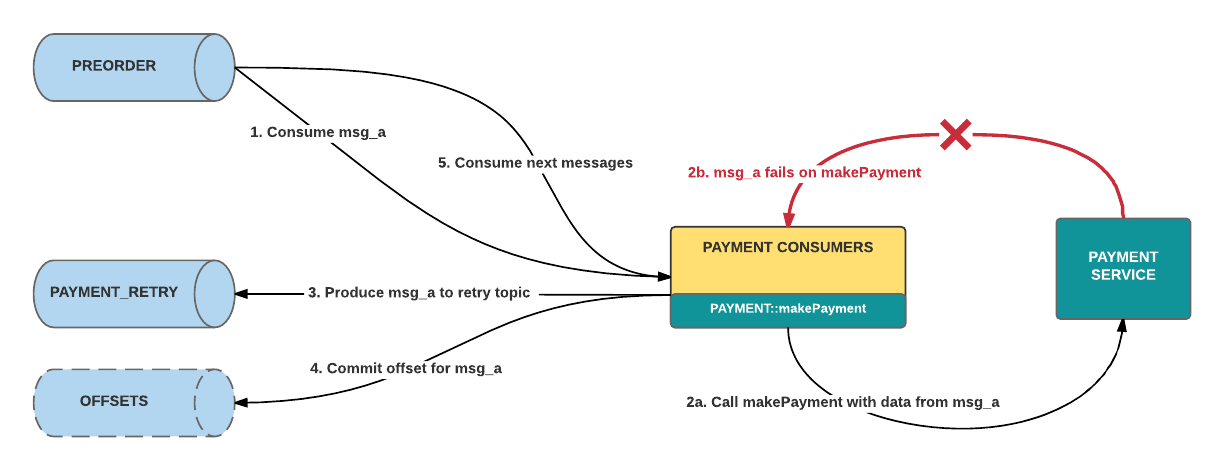 PREORDER
1. Consume msg_a
5. Consume next messages
2b. msg_a fails on makePayment
PAYMENT CONSUMERS
PAYMENT
SERVICE
PAYMENT_RETRY
3. Produce msg_a to retry topic
PAYMENT::makePayment
4. Commit offset for msg_a
OFFSETS
2a. Call makePayment with data from msg_a